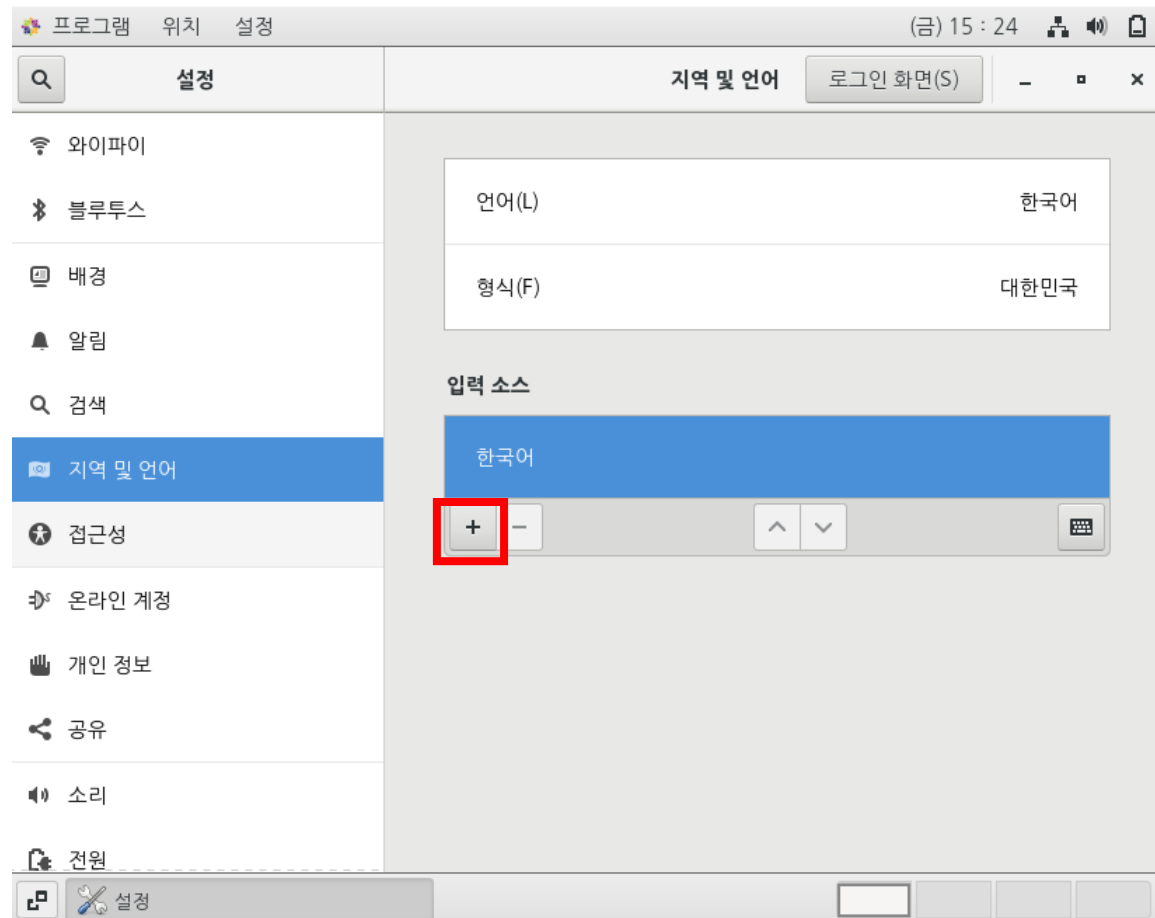 프로그램 위치 설정 (금) 15 : 24
설정 지역 및 언어 로그인 화면(S)
와이파이
블루투스
배경
알림
검색
지역 및 언어
접근성
온라인 계정
개인 정보
공유
소리
전원
언어(L) 한국어
형식(F) 대한민국
입력 소스
한국어
설정